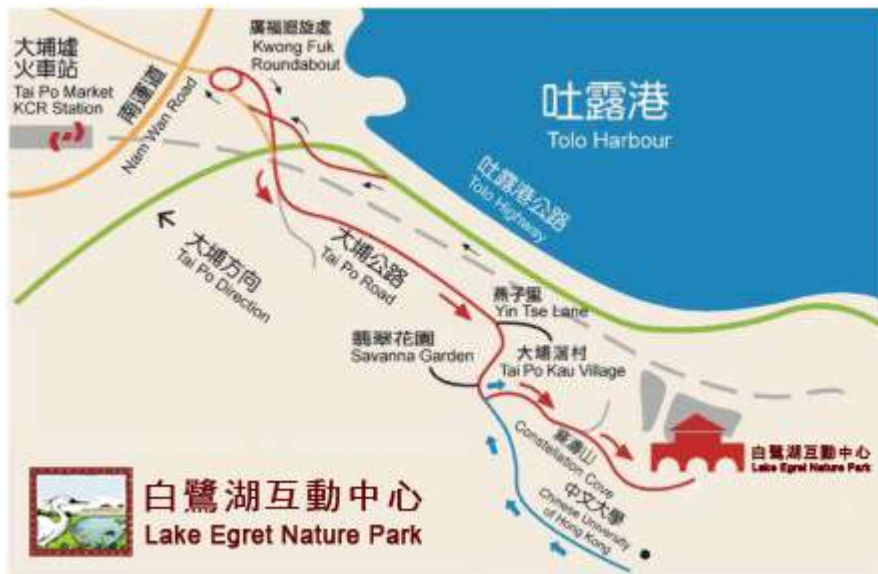 大埔墟
火車站
Tai Po Market
KCR Station
南運道
Nam Wan Road
廣福迴旋處
Kwong Fuk
Roundabout
吐露港
Tolo Harbour
吐露港公路
Tolo Highway
大埔方向
Tai Po Direction
大埔公路
Tai Po Road
燕子里
Yin Tse Lane
翡翠花園
Savanna Garden
大埔滘村
Tai Po Kau Village
鹿濤山
Constellation Cove
中文大學
Chinese University
of Hong Kong
白鷺湖互動中心
Lake Egret Nature Park
白鷺湖互動中心
Lake Egret Nature Park